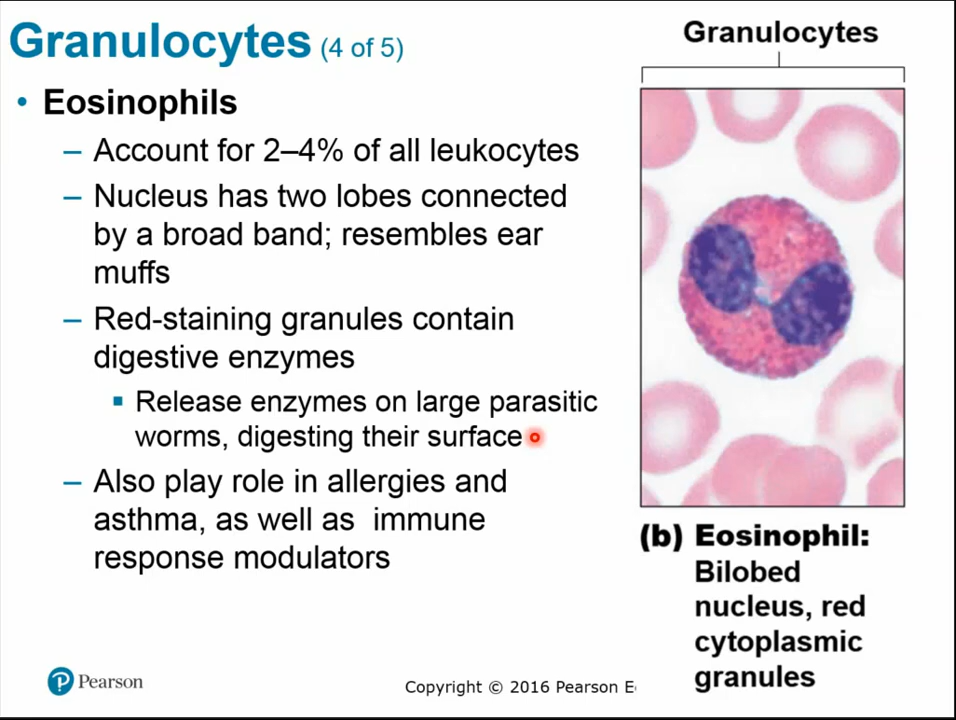 Granulocytes (4 of 5)
• Eosinophils
– Account for 2–4% of all leukocytes
– Nucleus has two lobes connected
by a broad band; resembles ear
muffs
– Red-staining granules contain
digestive enzymes
▪ Release enzymes on large parasitic
worms, digesting their surface
– Also play role in allergies and
asthma, as well as  immune
response modulators
Granulocytes
(b) Eosinophil:
Bilobed
nucleus, red
cytoplasmic
granules
Pearson
Copyright © 2016 Pearson